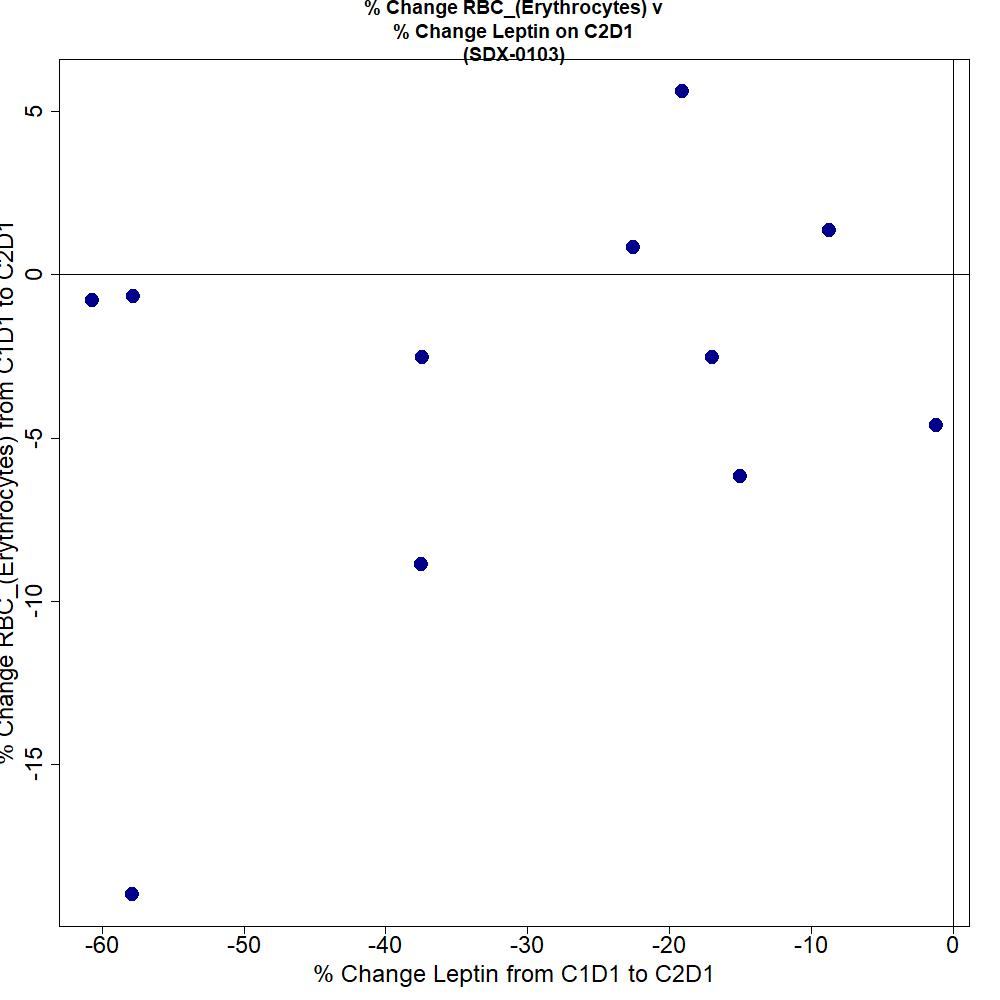 % Change RBC_(Erythrocytes) v
% Change Leptin on C2D1
(SDX-0103)
% Change RBC_(Erythrocytes) from C1D1 to C2D1
5
0
-5
-10
-15
-60 -50 -40 -30 -20 -10 0
% Change Leptin from C1D1 to C2D1